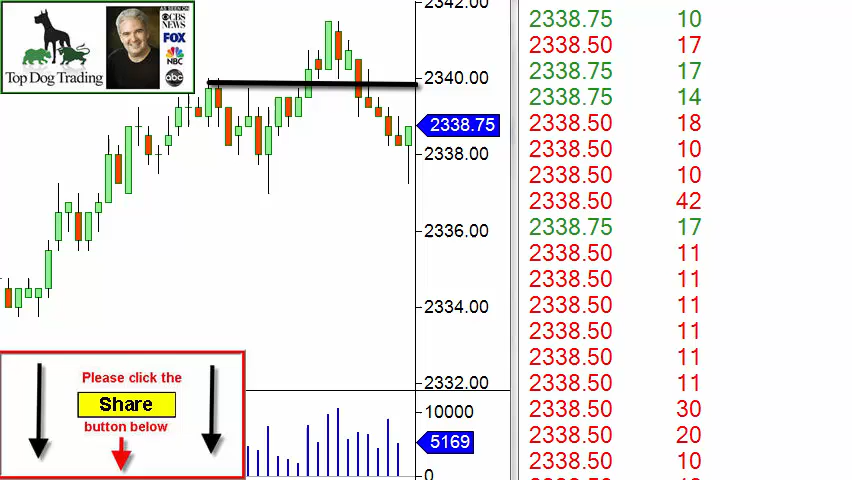 AS SEEN ON
CBS
NEWS
FOX
NBC
abc
Top Dog Trading
2342.00
2340.00
2338.75
2338.00
2336.00
2334.00
2332.00
10000
5169
0
Please click the
Share
button below
2338.75 10
2338.50 17
2338.75 17
2338.75 14
2338.50 18
2338.50 10
2338.50 10
2338.50 42
2338.75 17
2338.50 11
2338.50 11
2338.50 11
2338.50 11
2338.50 11
2338.50 11
2338.50 30
2338.50 20
2338.50 10